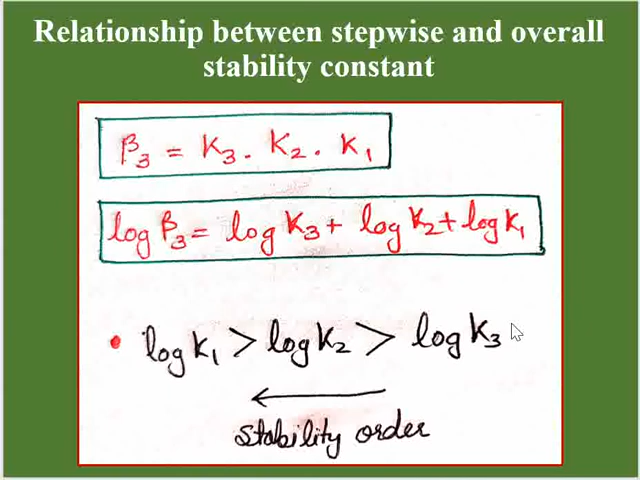 Relationship between stepwise and overall
stability constant
β₃ = K₃ . K₂ . K₁
log β₃ = log K₃ + log K₂ + log K₁
• log K₁ > log K₂ > log K₃
stability order